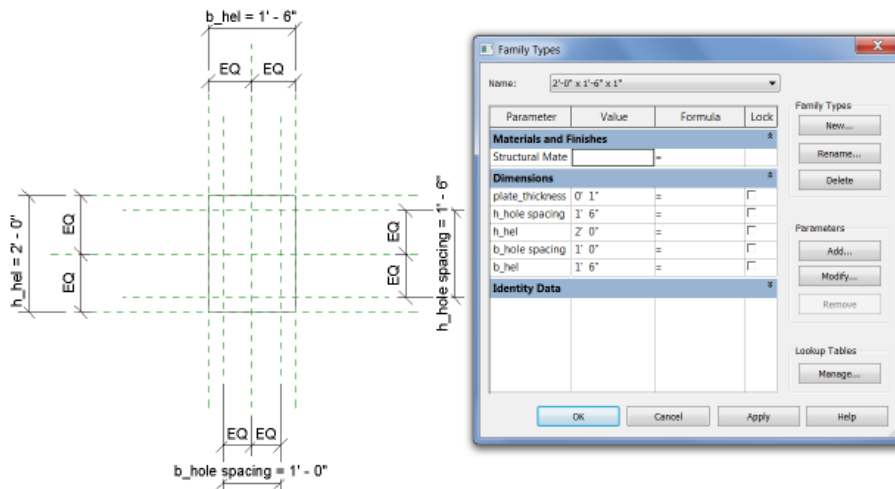 b_hel = 1' - 6"
EQ EQ
h_hel = 2' - 0"
EQ
EQ
EQ
EQ
h_hole spacing = 1' - 6"
EQ EQ
b_hole spacing = 1' - 0"
Family Types
Name: 2'-0" x 1'-6" x 1"
Parameter Value Formula Lock
Materials and Finishes
Structural Mate =
Dimensions
plate_thickness 0' 1" =
h_hole spacing 1' 6" =
h_hel 2' 0" =
b_hole spacing 1' 0" =
b_hel 1' 6" =
Identity Data
Family Types
New...
Rename...
Delete
Parameters
Add...
Modify...
Remove
Lookup Tables
Manage...
OK Cancel Apply Help